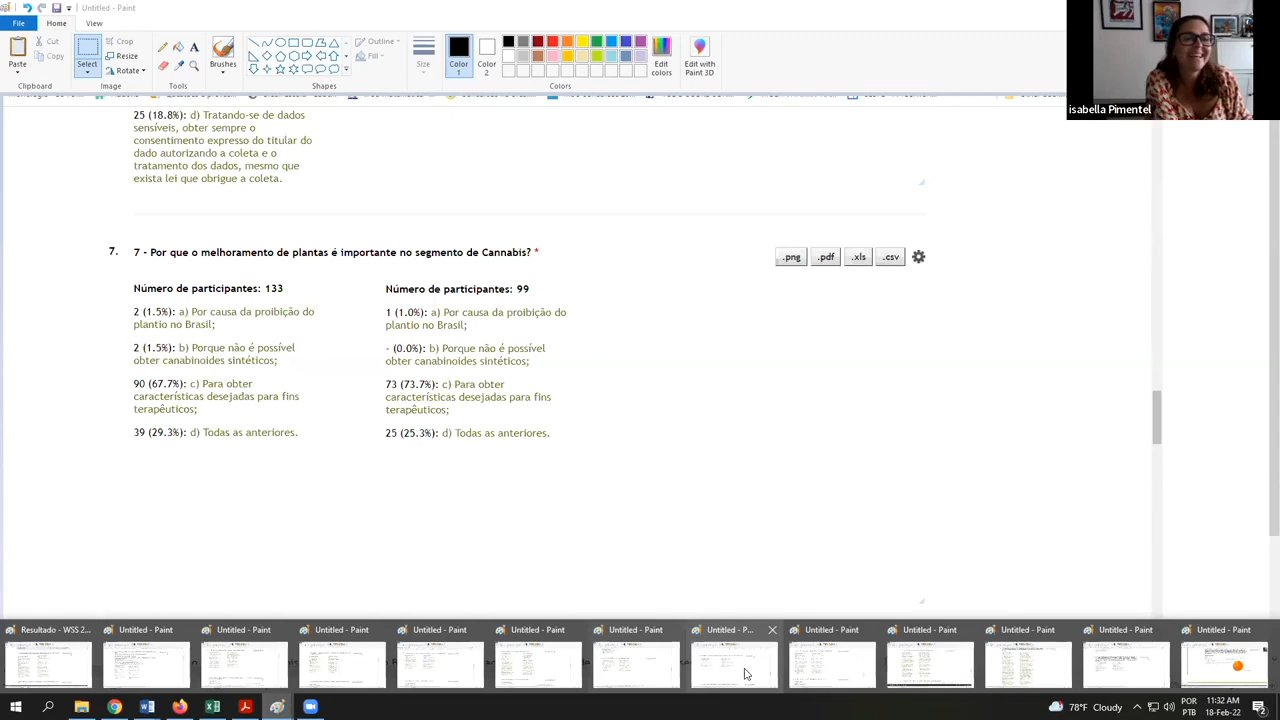 Untitled - Paint
File
Home
View
Paste
Cut
Copy
Clipboard
Select
Crop
Resize
Rotate
Image
Tools
Brushes
Shapes
Outline
Fill
Size
Color 1
Color 2
Colors
Edit colors
Edit with Paint 3D
isabella Pimentel
25 (18.8%): d) Tratando-se de dados
sensíveis, obter sempre o
consentimento expresso do titular do
dado autorizando a coleta e o
tratamento dos dados, mesmo que
exista lei que obrigue a coleta.
7. 7 - Por que o melhoramento de plantas é importante no segmento de Cannabis? *
.png
.pdf
.xls
.csv
Número de participantes: 133
2 (1.5%): a) Por causa da proibição do
plantio no Brasil;
2 (1.5%): b) Porque não é possível
obter canabinoides sintéticos;
90 (67.7%): c) Para obter
características desejadas para fins
terapêuticos;
39 (29.3%): d) Todas as anteriores.
Número de participantes: 99
1 (1.0%): a) Por causa da proibição do
plantio no Brasil;
- (0.0%): b) Porque não é possível
obter canabinoides sintéticos;
73 (73.7%): c) Para obter
características desejadas para fins
terapêuticos;
25 (25.3%): d) Todas as anteriores.
Resultado - WSS 2...
Untitled - Paint
Untitled - Paint
Untitled - Paint
Untitled - Paint
Untitled - Paint
Untitled - Paint
Untitled - P...
Untitled - Paint
Untitled - Paint
Untitled - Paint
Untitled - Paint
Untitled - Paint
78°F Cloudy
POR
PTB
11:32 AM
18-Feb-22
2